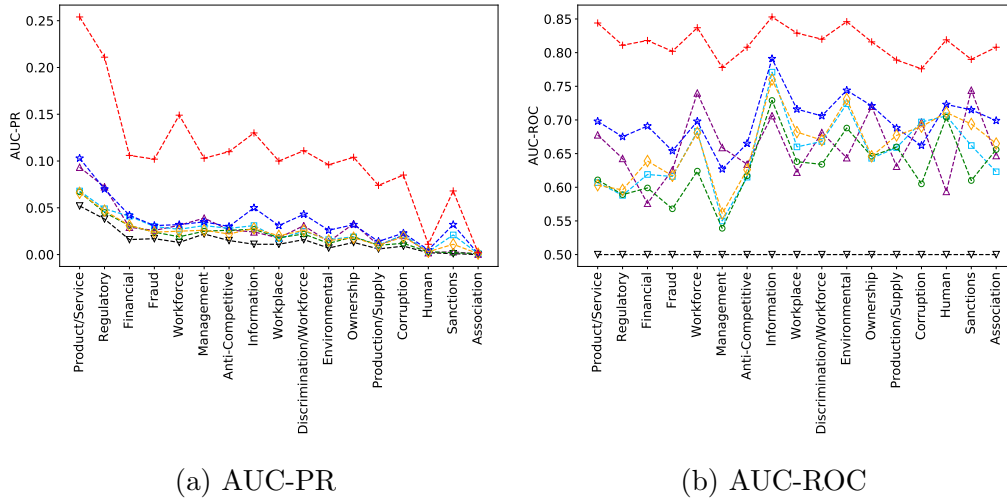 AUC-PR
0.25
0.20
0.15
0.10
0.05
0.00
Product/Service
Regulatory
Financial
Fraud
Workforce
Management
Anti-Competitive
Information
Workplace
Discrimination/Workforce
Environmental
Ownership
Production/Supply
Corruption
Human
Sanctions
Association
(a) AUC-PR
AUC-ROC
0.85
0.80
0.75
0.70
0.65
0.60
0.55
0.50
Product/Service
Regulatory
Financial
Fraud
Workforce
Management
Anti-Competitive
Information
Workplace
Discrimination/Workforce
Environmental
Ownership
Production/Supply
Corruption
Human
Sanctions
Association
(b) AUC-ROC